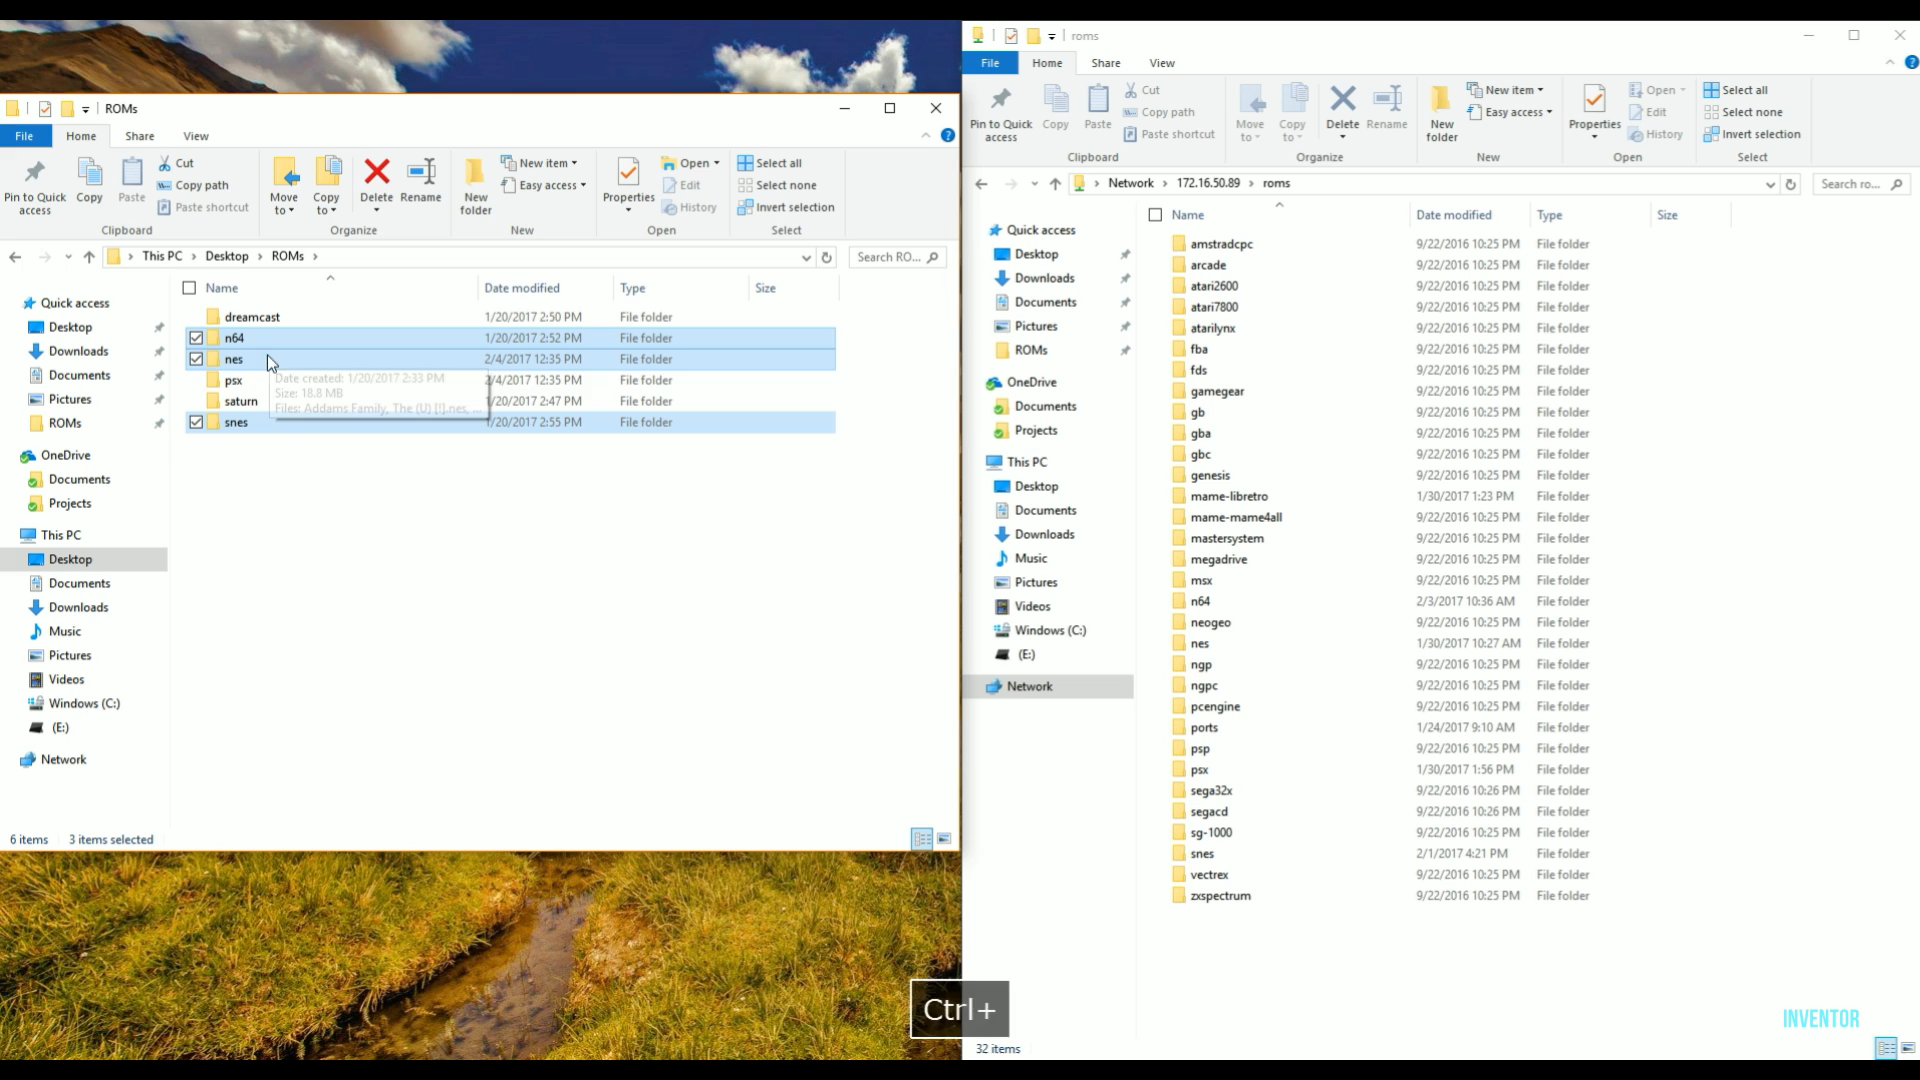 ROMs
File Home Share View
Pin to Quick access
Copy
Paste
Cut
Copy path
Paste shortcut
Clipboard
Move to
Copy to
Delete
Rename
Organize
New folder
New item
Easy access
New
Properties
Open
Edit
History
Open
Select all
Select none
Invert selection
Select
This PC Desktop ROMs
Search RO...
Quick access
Desktop
Downloads
Documents
Pictures
ROMs
OneDrive
Documents
Projects
This PC
Desktop
Documents
Downloads
Music
Pictures
Videos
Windows (C:)
(E:)
Network
Name Date modified Type Size
dreamcast 1/20/2017 2:50 PM File folder
n64 1/20/2017 2:52 PM File folder
nes 2/4/2017 12:35 PM File folder
psx 2/4/2017 12:35 PM File folder
saturn 1/20/2017 2:47 PM File folder
snes 1/20/2017 2:55 PM File folder
Date created: 1/20/2017 2:33 PM
Size: 18.8 MB
Files: Addams Family, The (U) [!].nes, ...
6 items 3 items selected
roms
File Home Share View
Pin to Quick access
Copy
Paste
Cut
Copy path
Paste shortcut
Clipboard
Move to
Copy to
Delete
Rename
Organize
New folder
New item
Easy access
New
Properties
Open
Edit
History
Open
Select all
Select none
Invert selection
Select
Network 172.16.50.89 roms
Search ro...
Quick access
Desktop
Downloads
Documents
Pictures
ROMs
OneDrive
Documents
Projects
This PC
Desktop
Documents
Downloads
Music
Pictures
Videos
Windows (C:)
(E:)
Network
Name Date modified Type Size
amstradcpc 9/22/2016 10:25 PM File folder
arcade 9/22/2016 10:25 PM File folder
atari2600 9/22/2016 10:25 PM File folder
atari7800 9/22/2016 10:25 PM File folder
atarilynx 9/22/2016 10:25 PM File folder
fba 9/22/2016 10:25 PM File folder
fds 9/22/2016 10:25 PM File folder
gamegear 9/22/2016 10:25 PM File folder
gb 9/22/2016 10:25 PM File folder
gba 9/22/2016 10:25 PM File folder
gbc 9/22/2016 10:25 PM File folder
genesis 9/22/2016 10:25 PM File folder
mame-libretro 1/30/2017 1:23 PM File folder
mame-mame4all 9/22/2016 10:25 PM File folder
mastersystem 9/22/2016 10:25 PM File folder
megadrive 9/22/2016 10:25 PM File folder
msx 9/22/2016 10:25 PM File folder
n64 2/3/2017 10:36 AM File folder
neogeo 9/22/2016 10:25 PM File folder
nes 1/30/2017 10:27 AM File folder
ngp 9/22/2016 10:25 PM File folder
ngpc 9/22/2016 10:25 PM File folder
pcengine 9/22/2016 10:25 PM File folder
ports 1/24/2017 9:10 AM File folder
psp 9/22/2016 10:25 PM File folder
psx 1/30/2017 1:56 PM File folder
sega32x 9/22/2016 10:26 PM File folder
segacd 9/22/2016 10:26 PM File folder
sg-1000 9/22/2016 10:25 PM File folder
snes 2/1/2017 4:21 PM File folder
vectrex 9/22/2016 10:25 PM File folder
zxspectrum 9/22/2016 10:25 PM File folder
32 items
Ctrl+
INVENTOR